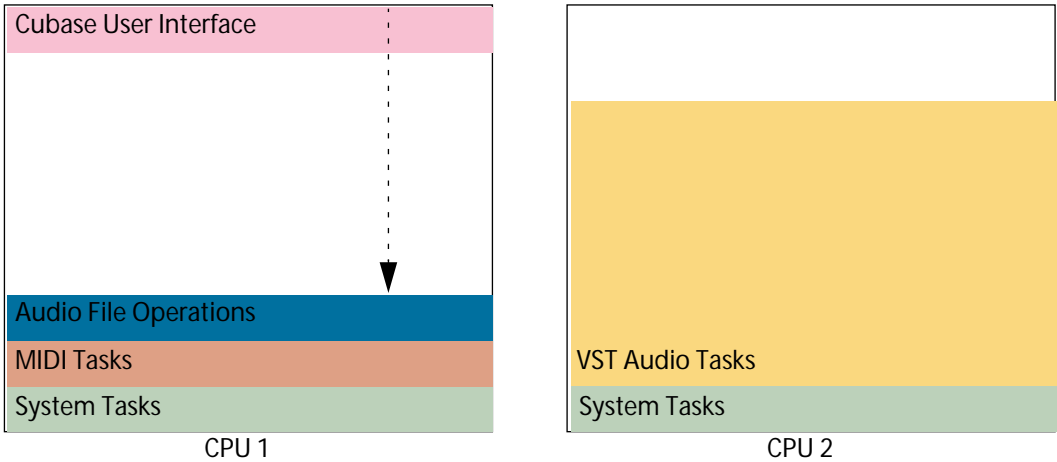 Cubase User Interface
Audio File Operations
MIDI Tasks
System Tasks
CPU 1
VST Audio Tasks
System Tasks
CPU 2